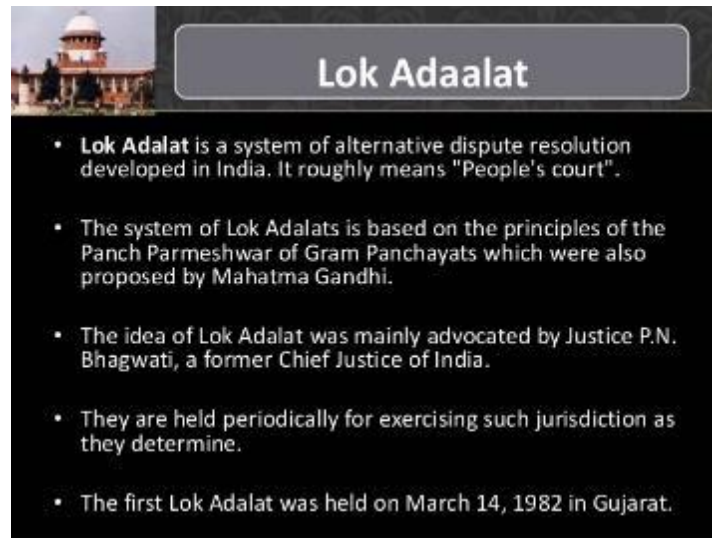 Lok Adaalat
• Lok Adalat is a system of alternative dispute resolution
developed in India. It roughly means "People's court".
• The system of Lok Adalats is based on the principles of the
Panch Parmeshwar of Gram Panchayats which were also
proposed by Mahatma Gandhi.
• The idea of Lok Adalat was mainly advocated by Justice P.N.
Bhagwati, a former Chief Justice of India.
• They are held periodically for exercising such jurisdiction as
they determine.
• The first Lok Adalat was held on March 14, 1982 in Gujarat.